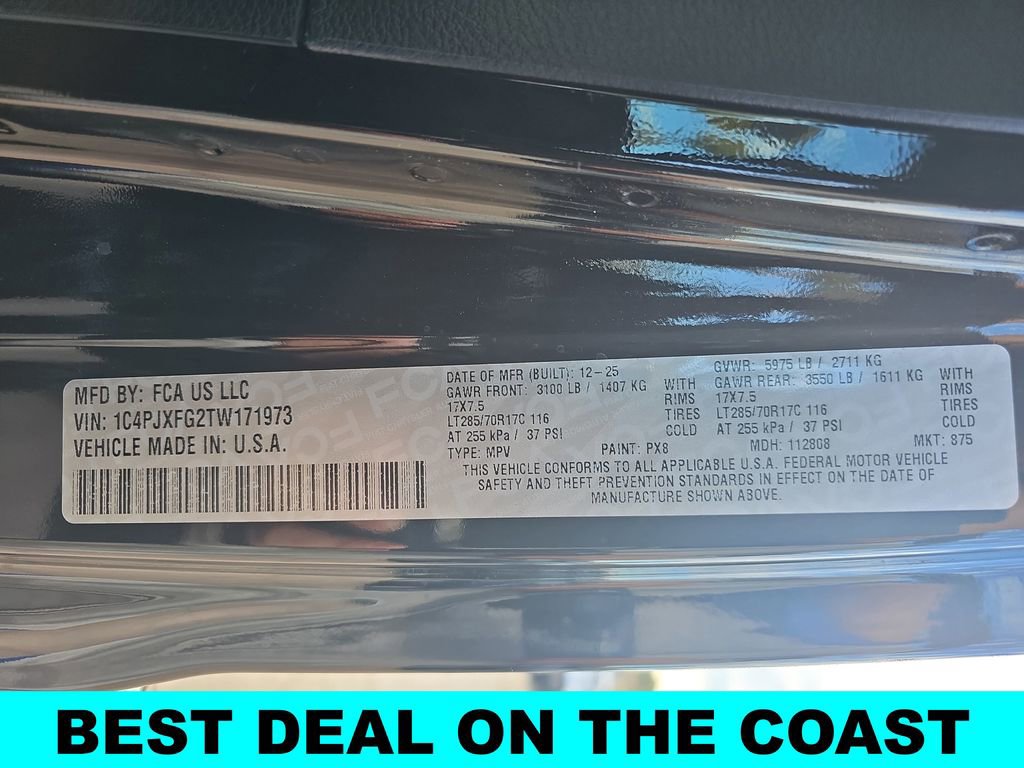 MFD BY: FCA US LLC
VIN: 1C4PJXFG2TW171973
VEHICLE MADE IN: U.S.A.
DATE OF MFR (BUILT): 12-25
GAWR FRONT: 3100 LB / 1407 KG WITH
17X7.5 RIMS
LT285/70R17C 116 TIRES
AT 255 kPa / 37 PSI COLD
TYPE: MPV PAINT: PX8
GVWR: 5975 LB / 2711 KG
GAWR REAR: 3550 LB / 1611 KG WITH
17X7.5 RIMS
LT285/70R17C 116 TIRES
AT 255 kPa / 37 PSI COLD
MDH: 112808 MKT: 875
THIS VEHICLE CONFORMS TO ALL APPLICABLE U.S.A. FEDERAL MOTOR VEHICLE
SAFETY AND THEFT PREVENTION STANDARDS IN EFFECT ON THE DATE OF
MANUFACTURE SHOWN ABOVE.
BEST DEAL ON THE COAST